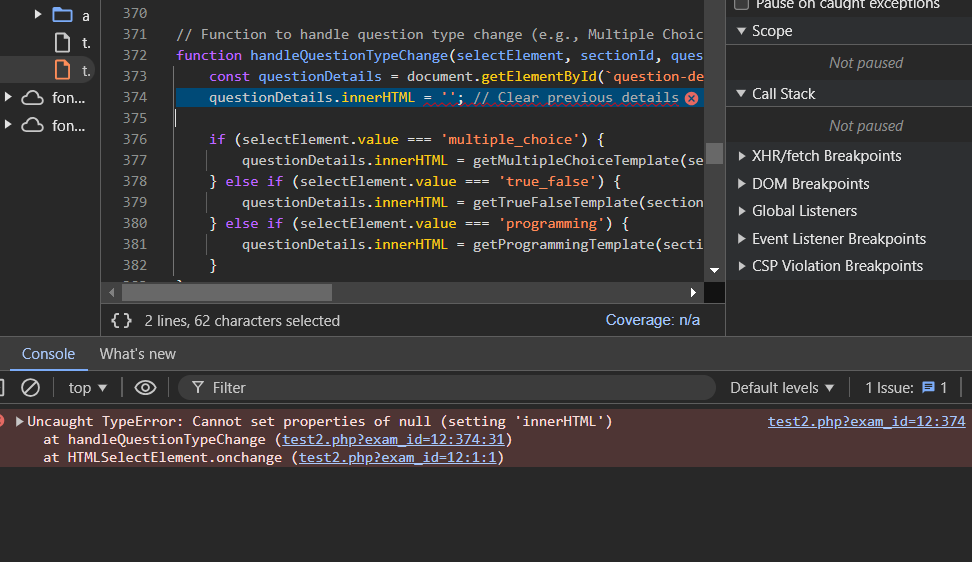 a
t.
t.
fon...
fon...
370
371 // Function to handle question type change (e.g., Multiple Choic
372 function handleQuestionTypeChange(selectElement, sectionId, ques
373 const questionDetails = document.getElementById(`question-de
374 questionDetails.innerHTML = ''; // Clear previous details
375
376 if (selectElement.value === 'multiple_choice') {
377 questionDetails.innerHTML = getMultipleChoiceTemplate(se
378 } else if (selectElement.value === 'true_false') {
379 questionDetails.innerHTML = getTrueFalseTemplate(section
380 } else if (selectElement.value === 'programming') {
381 questionDetails.innerHTML = getProgrammingTemplate(secti
382 }
{} 2 lines, 62 characters selected Coverage: n/a
Pause on caught exceptions
Scope
Not paused
Call Stack
Not paused
XHR/fetch Breakpoints
DOM Breakpoints
Global Listeners
Event Listener Breakpoints
CSP Violation Breakpoints
Console What's new
top Filter Default levels 1 Issue: 1
Uncaught TypeError: Cannot set properties of null (setting 'innerHTML') test2.php?exam_id=12:374
at handleQuestionTypeChange (test2.php?exam_id=12:374:31)
at HTMLSelectElement.onchange (test2.php?exam_id=12:1:1)